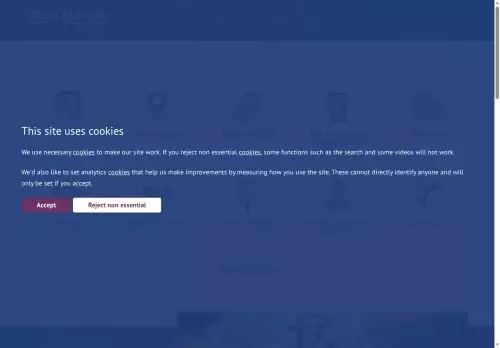 West Suffolk
This site uses cookies
We use necessary cookies to make our site work. If you reject non essential cookies, some functions such as the search and some videos will not work.
We'd also like to set analytics cookies that help us make improvements by measuring how you use the site. These cannot directly identify anyone and will
only be set if you accept.
Accept
Reject non essential